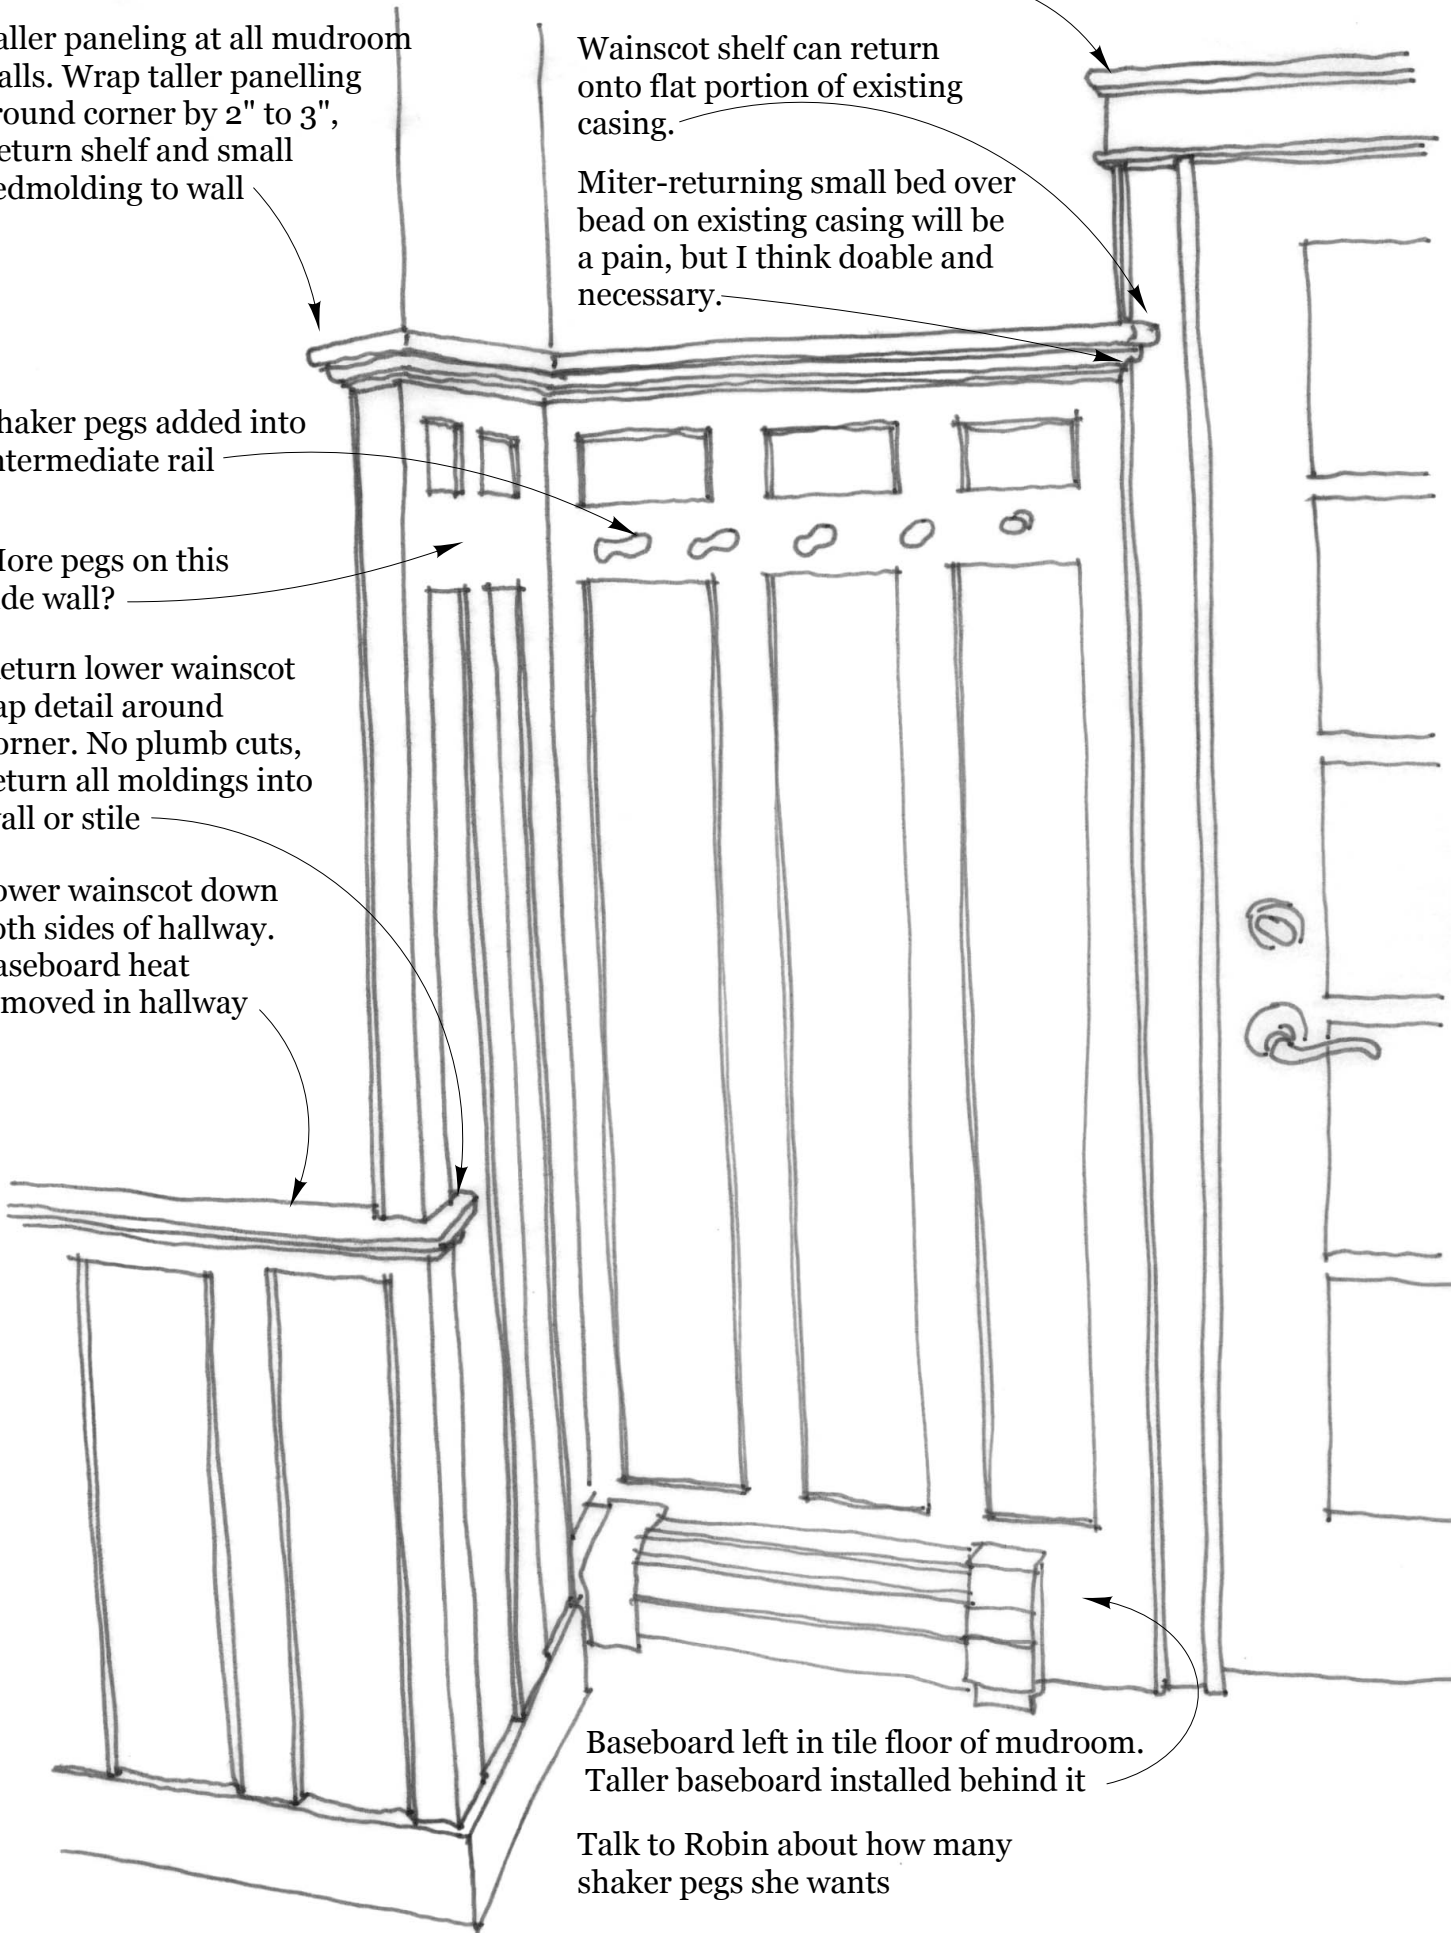 aller paneling at all mudroom
alls. Wrap taller panelling
round corner by 2" to 3",
eturn shelf and small
edmolding to wall
Wainscot shelf can return
onto flat portion of existing
casing.
Miter-returning small bed over
bead on existing casing will be
a pain, but I think doable and
necessary.
haker pegs added into
ntermediate rail
ore pegs on this
de wall?
eturn lower wainscot
ap detail around
orner. No plumb cuts,
eturn all moldings into
all or stile
ower wainscot down
oth sides of hallway.
aseboard heat
moved in hallway
Baseboard left in tile floor of mudroom.
Taller baseboard installed behind it
Talk to Robin about how many
shaker pegs she wants